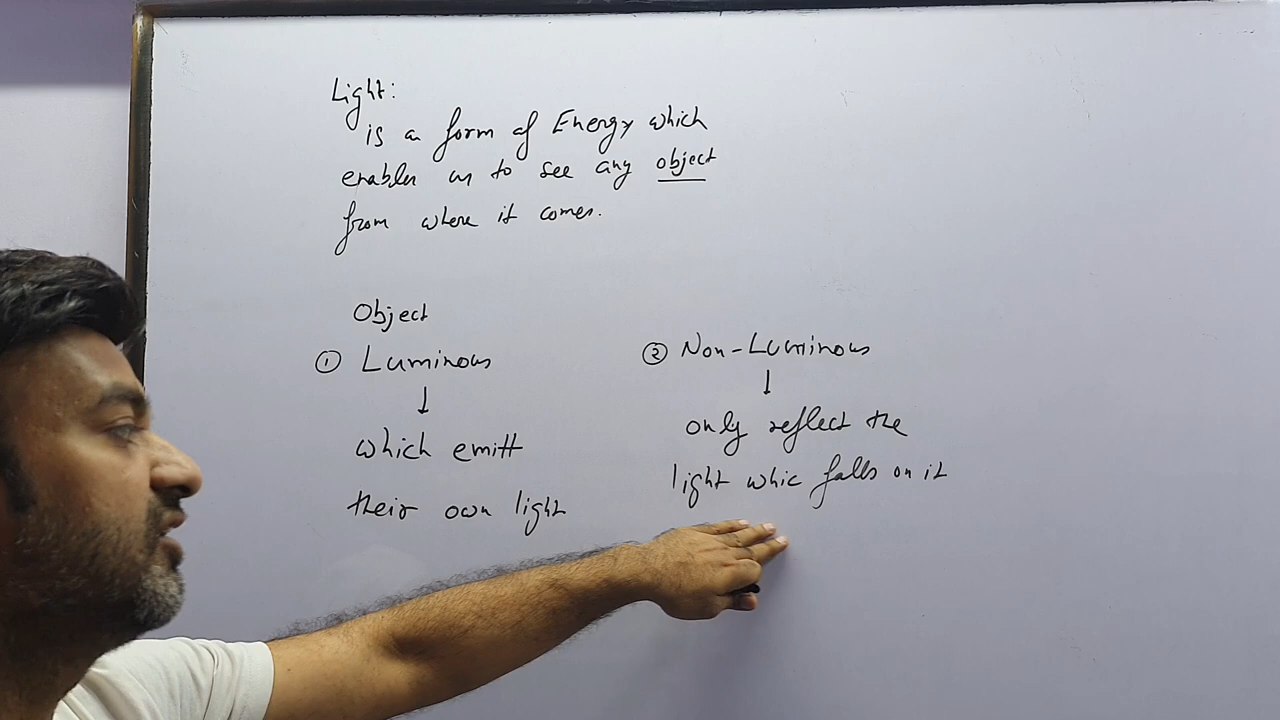 Light:
is a form of Energy which
enables us to see any object
from where it comes.
Object
① Luminous
↓
which emitt
their own light
② Non-Luminous
↓
only reflect the
light whic falls on it